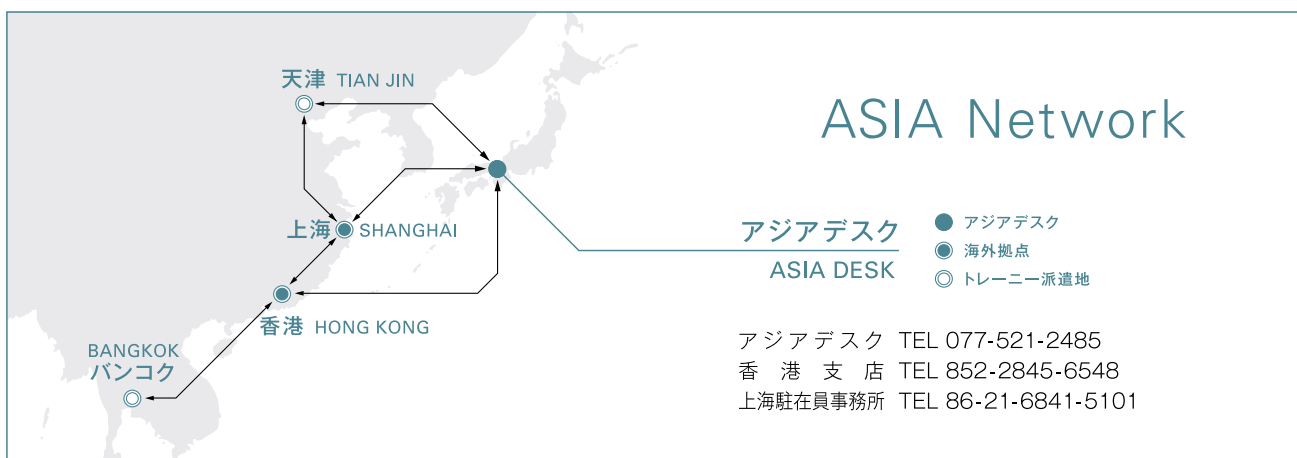 天津 TIAN JIN
ASIA Network
上海 SHANGHAI
アジアデスク
ASIA DESK
アジアデスク
海外拠点
トレーニー派遣地
香港 HONG KONG
BANGKOK
バンコク
アジアデスク TEL 077-521-2485
香港支店 TEL 852-2845-6548
上海駐在員事務所 TEL 86-21-6841-5101